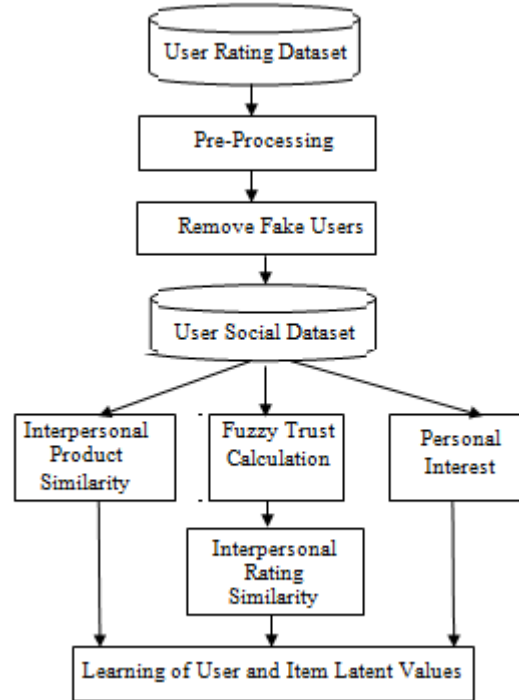 User Rating Dataset
Pre-Processing
Remove Fake Users
User Social Dataset
Interpersonal
Product
Similarity
Fuzzy Trust
Calculation
Personal
Interest
Interpersonal
Rating
Similarity
Learning of User and Item Latent Values